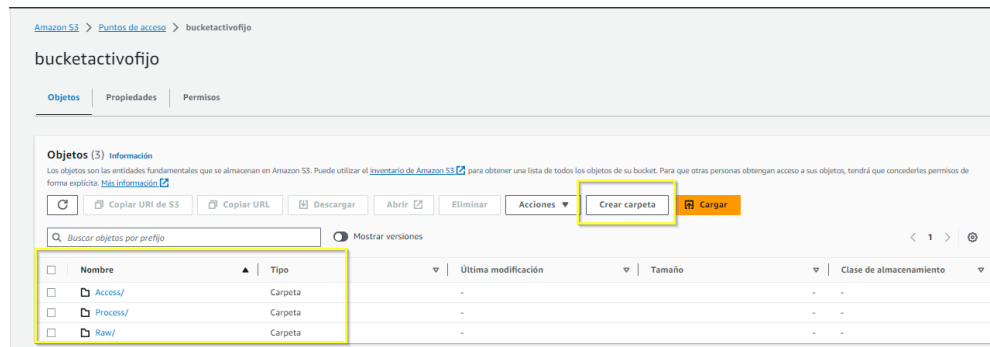 Amazon S3 > Puntos de acceso > bucketactivofijo
bucketactivofijo
Objetos Propiedades Permisos
Objetos (3) Información
Los objetos son las entidades fundamentales que se almacenan en Amazon S3. Puede utilizar el inventario de Amazon S3 para obtener una lista de todos los objetos de su bucket. Para que otras personas obtengan acceso a sus objetos, tendrá que concederles permisos de
forma explícita. Más información
Copiar URI de S3 Copiar URL Descargar Abrir Eliminar Acciones Crear carpeta Cargar
Buscar objetos por prefijo Mostrar versiones < 1 >
Nombre Tipo Última modificación Tamaño Clase de almacenamiento
Access/ Carpeta - - -
Process/ Carpeta - - -
Raw/ Carpeta - - -